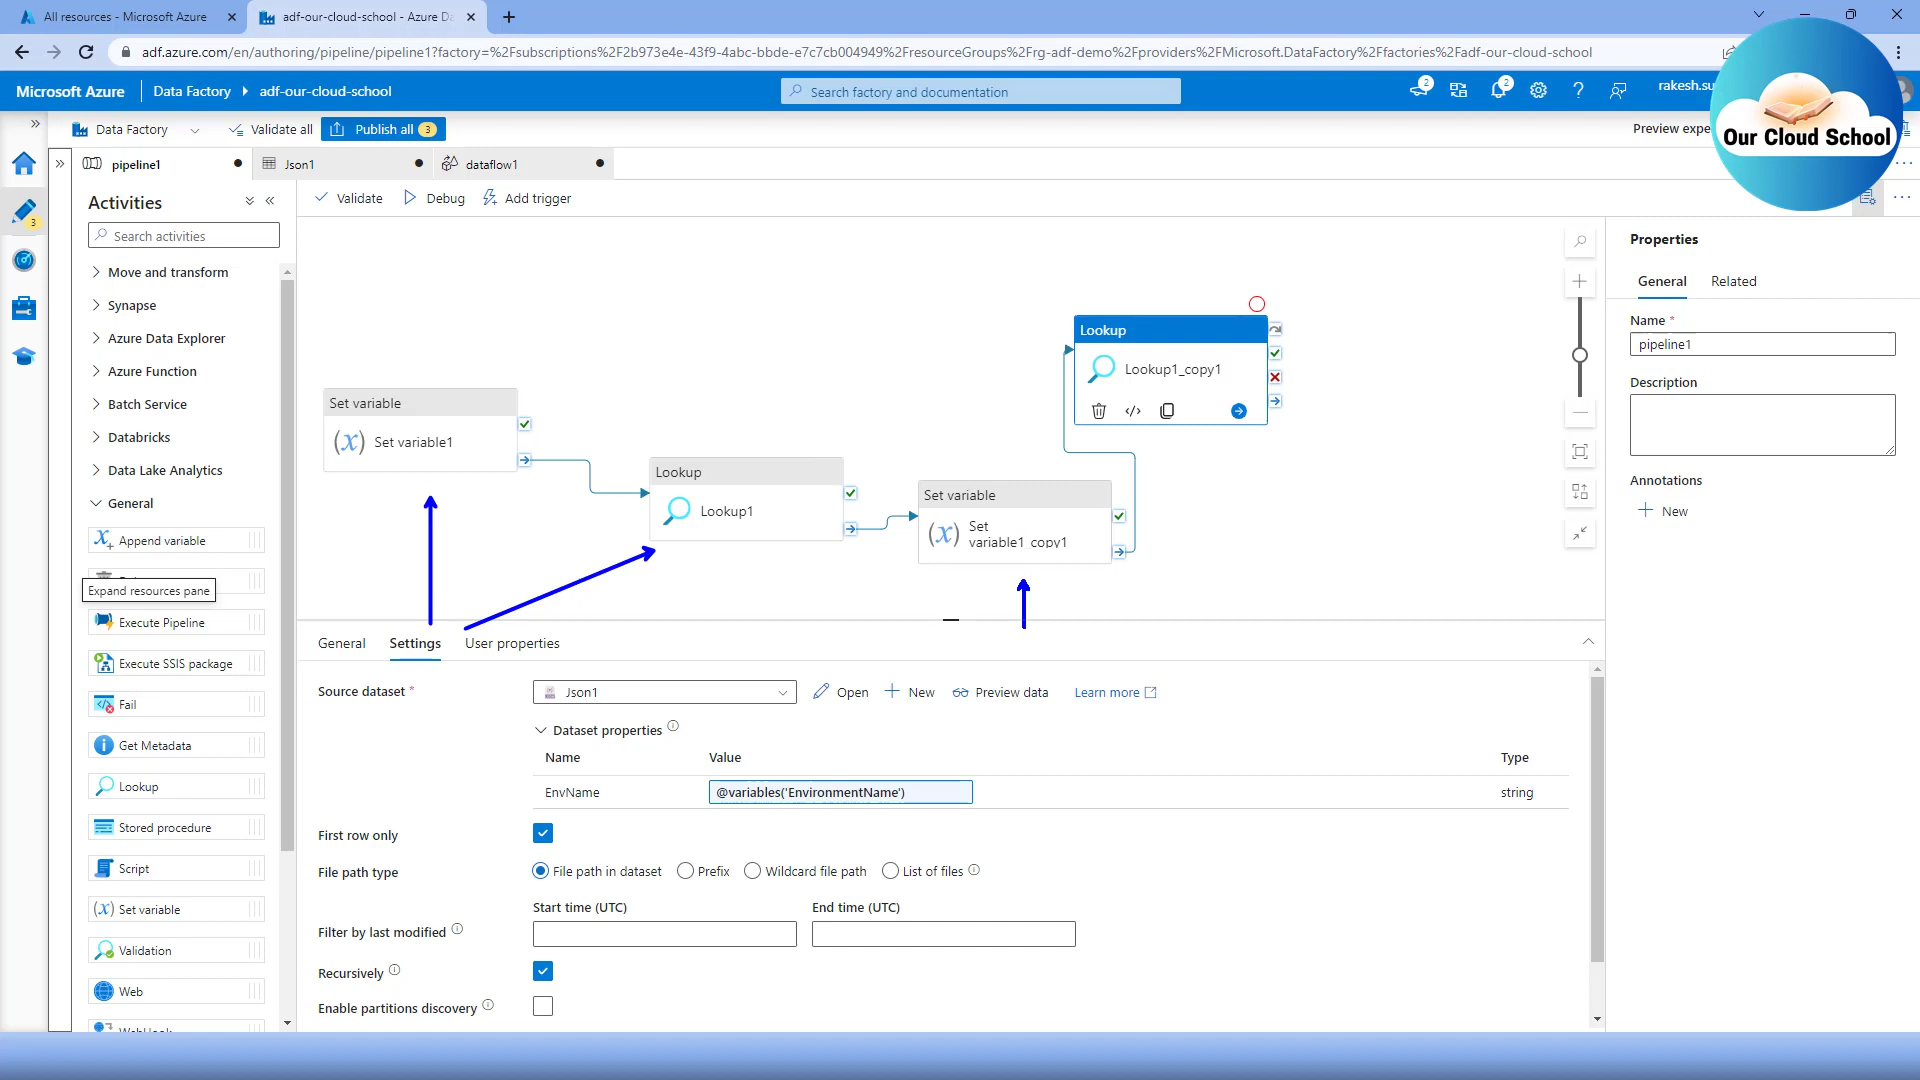 All resources - Microsoft Azure
adf-our-cloud-school - Azure Da
adf.azure.com/en/authoring/pipeline/pipeline1?factory=%2Fsubscriptions%2F2b973e4e-43f9-4abc-bbde-e7c7cb004949%2FresourceGroups%2Frg-adf-demo%2Fproviders%2FMicrosoft.DataFactory%2Ffactories%2Fadf-our-cloud-school
Microsoft Azure
Data Factory
adf-our-cloud-school
Search factory and documentation
2
2
rakesh.su
Our Cloud School
Data Factory
Validate all
Publish all
3
Preview expe
pipeline1
Json1
dataflow1
Activities
Validate
Debug
Add trigger
3
Search activities
Move and transform
Synapse
Azure Data Explorer
Azure Function
Batch Service
Databricks
Data Lake Analytics
General
Append variable
Expand resources pane
Execute Pipeline
Execute SSIS package
Fail
Get Metadata
Lookup
Stored procedure
Script
Set variable
Validation
Web
WebHook
Set variable
(x) Set variable1
Lookup
Lookup1
Set variable
(x) Set
variable1_copy1
Lookup
Lookup1_copy1
Properties
General
Related
Name *
pipeline1
Description
Annotations
New
General
Settings
User properties
Source dataset *
Json1
Open
New
Preview data
Learn more
Dataset properties
Name
Value
Type
EnvName
@variables('EnvironmentName')
string
First row only
File path type
File path in dataset
Prefix
Wildcard file path
List of files
Start time (UTC)
End time (UTC)
Filter by last modified
Recursively
Enable partitions discovery